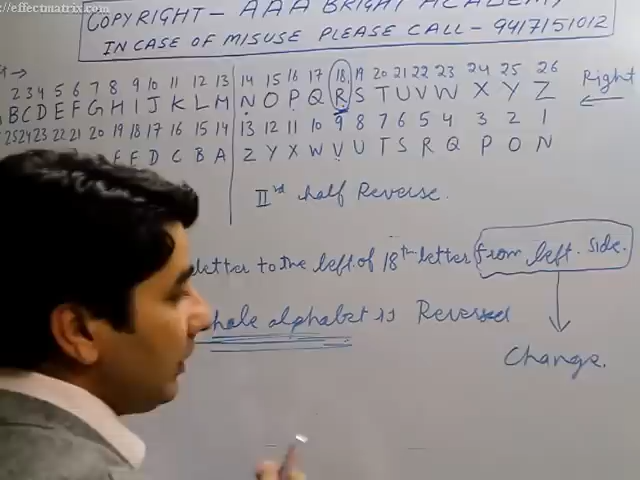 ://effectmatrix.com)
COPYRIGHT - AAA BRIGHT ACADEMY
IN CASE OF MISUSE PLEASE CALL - 9417151012
2 3 4 5 6 7 8 9 10 11 12 13 14 15 16 17 18 19 20 21 22 23 24 25 26
B C D E F G H I J K L M N O P Q R S T U V W X Y Z Right
25 24 23 22 21 20 19 18 17 16 15 14 13 12 11 10 9 8 7 6 5 4 3 2 1
F E D C B A Z Y X W V U T S R Q P O N
IInd half Reverse.
letter to the left of 18th letter from left side.
hole alphabet is Reversed
Change.